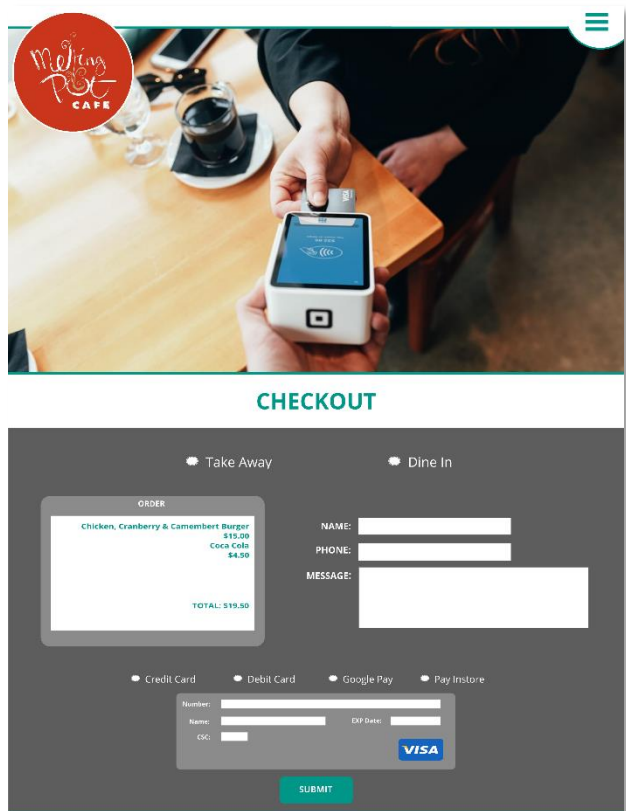 Melting
Pot
CAFE
VISA
CHECKOUT
Take Away
Dine In
ORDER
Chicken, Cranberry & Camembert Burger
$15.00
Coca Cola
$4.50
TOTAL: $19.50
NAME:
PHONE:
MESSAGE:
Credit Card
Debit Card
Google Pay
Pay Instore
Number:
Name:
EXP Date:
CSC:
VISA
SUBMIT